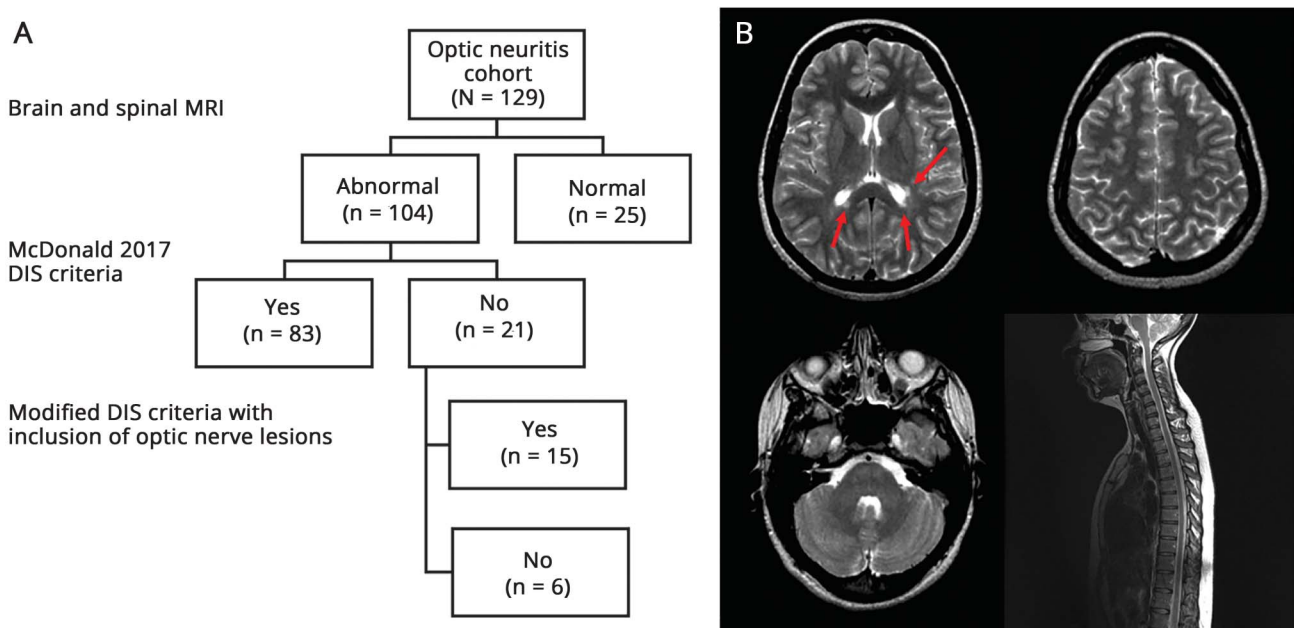 A
Optic neuritis
cohort
(N = 129)
Brain and spinal MRI
Abnormal
(n = 104)
Normal
(n = 25)
McDonald 2017
DIS criteria
Yes
(n = 83)
No
(n = 21)
Modified DIS criteria with
inclusion of optic nerve lesions
Yes
(n = 15)
No
(n = 6)
B